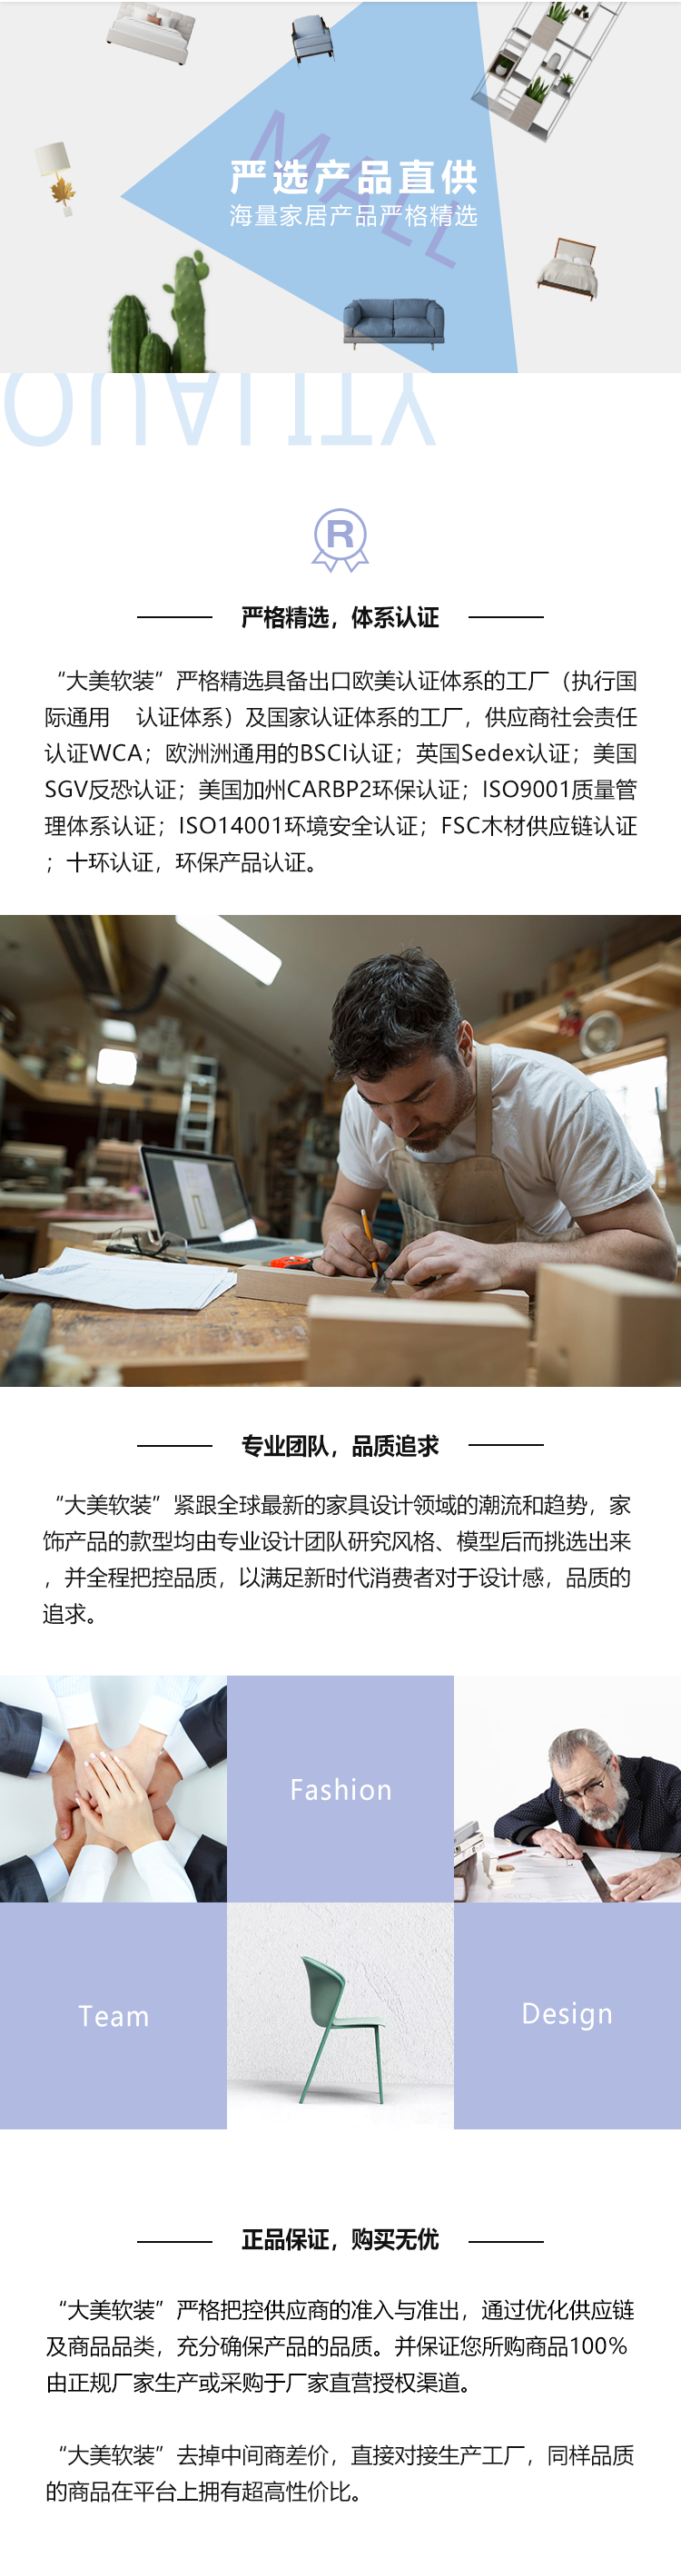 MALL
严选产品直供
海量家居产品严格精选
QUALITY
R
严格精选，体系认证
“大美软装”严格精选具备出口欧美认证体系的工厂（执行国
际通用 认证体系）及国家认证体系的工厂，供应商社会责任
认证WCA；欧洲洲通用的BSCI认证；英国Sedex认证；美国
SGV反恐认证；美国加州CARBP2环保认证；ISO9001质量管
理体系认证；ISO14001环境安全认证；FSC木材供应链认证
；十环认证，环保产品认证。
专业团队，品质追求
“大美软装”紧跟全球最新的家具设计领域的潮流和趋势，家
饰产品的款型均由专业设计团队研究风格、模型后而挑选出来
，并全程把控品质，以满足新时代消费者对于设计感，品质的
追求。
Fashion
Team
Design
正品保证，购买无优
“大美软装”严格把控供应商的准入与准出，通过优化供应链
及商品品类，充分确保产品的品质。并保证您所购商品100%
由正规厂家生产或采购于厂家直营授权渠道。
“大美软装”去掉中间商差价，直接对接生产工厂，同样品质
的商品在平台上拥有超高性价比。